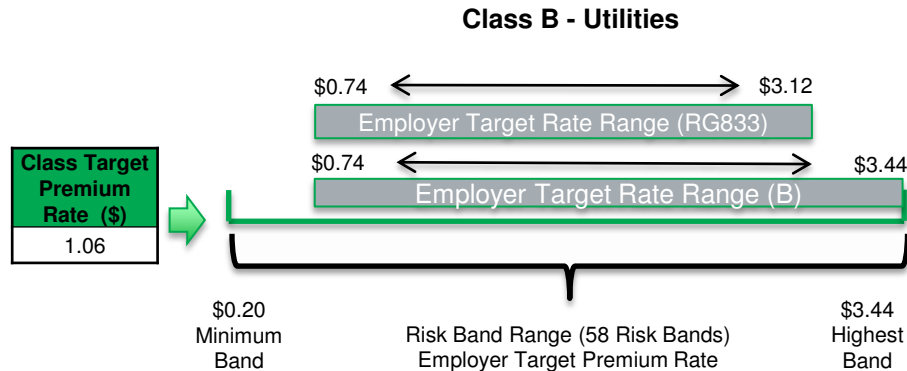 Class B - Utilities
$0.74
$3.12
Employer Target Rate Range (RG833)
$0.74
$3.44
Employer Target Rate Range (B)
Class Target
Premium
Rate ($)
1.06
$0.20
Minimum
Band
Risk Band Range (58 Risk Bands)
Employer Target Premium Rate
$3.44
Highest
Band